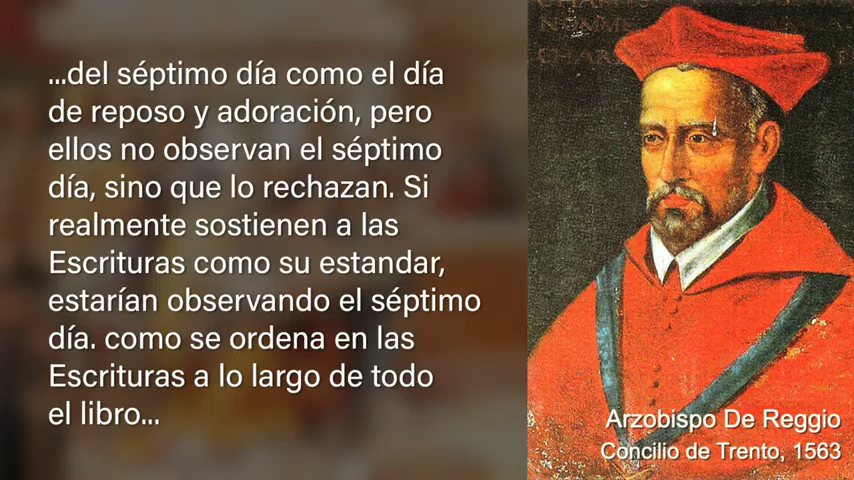 ...del séptimo día como el día
de reposo y adoración, pero
ellos no observan el séptimo
día, sino que lo rechazan. Si
realmente sostienen a las
Escrituras como su estandar,
estarían observando el séptimo
día. como se ordena en las
Escrituras a lo largo de todo
el libro...
Arzobispo De Reggio
Concilio de Trento, 1563